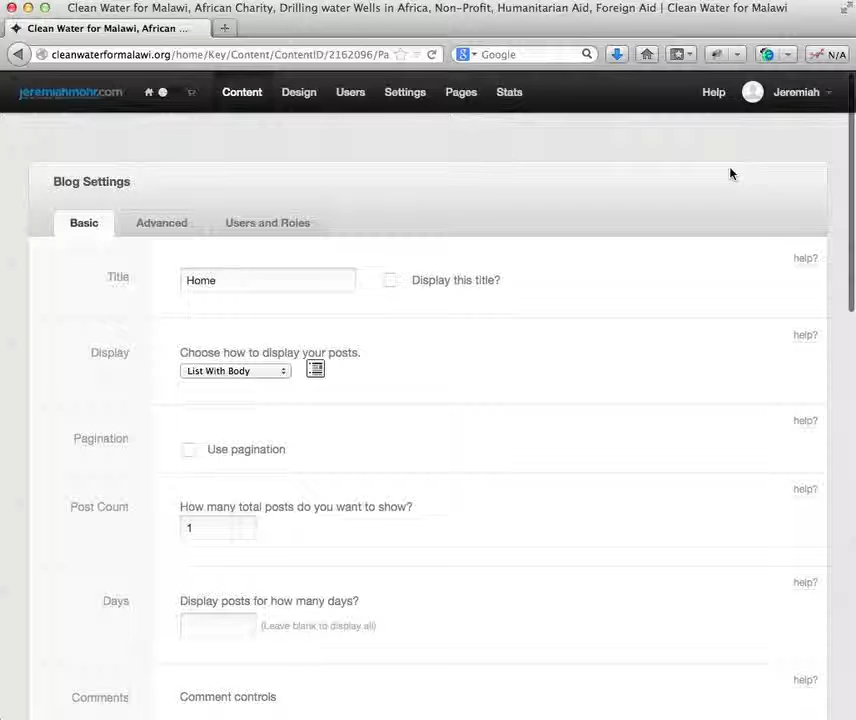 Clean Water for Malawi, African Charity, Drilling water Wells in Africa, Non-Profit, Humanitarian Aid, Foreign Aid | Clean Water for Malawi
Clean Water for Malawi, African ...
cleanwaterformalawi.org/home/Key/Content/ContentID/2162096/Pa
Google
N/A
jeremiahmohr.com
Content
Design
Users
Settings
Pages
Stats
Help
Jeremiah
Blog Settings
Basic
Advanced
Users and Roles
help?
Title
Home
Display this title?
help?
Display
Choose how to display your posts.
List With Body
help?
Pagination
Use pagination
help?
Post Count
How many total posts do you want to show?
1
help?
Days
Display posts for how many days?
(Leave blank to display all)
help?
Comments
Comment controls